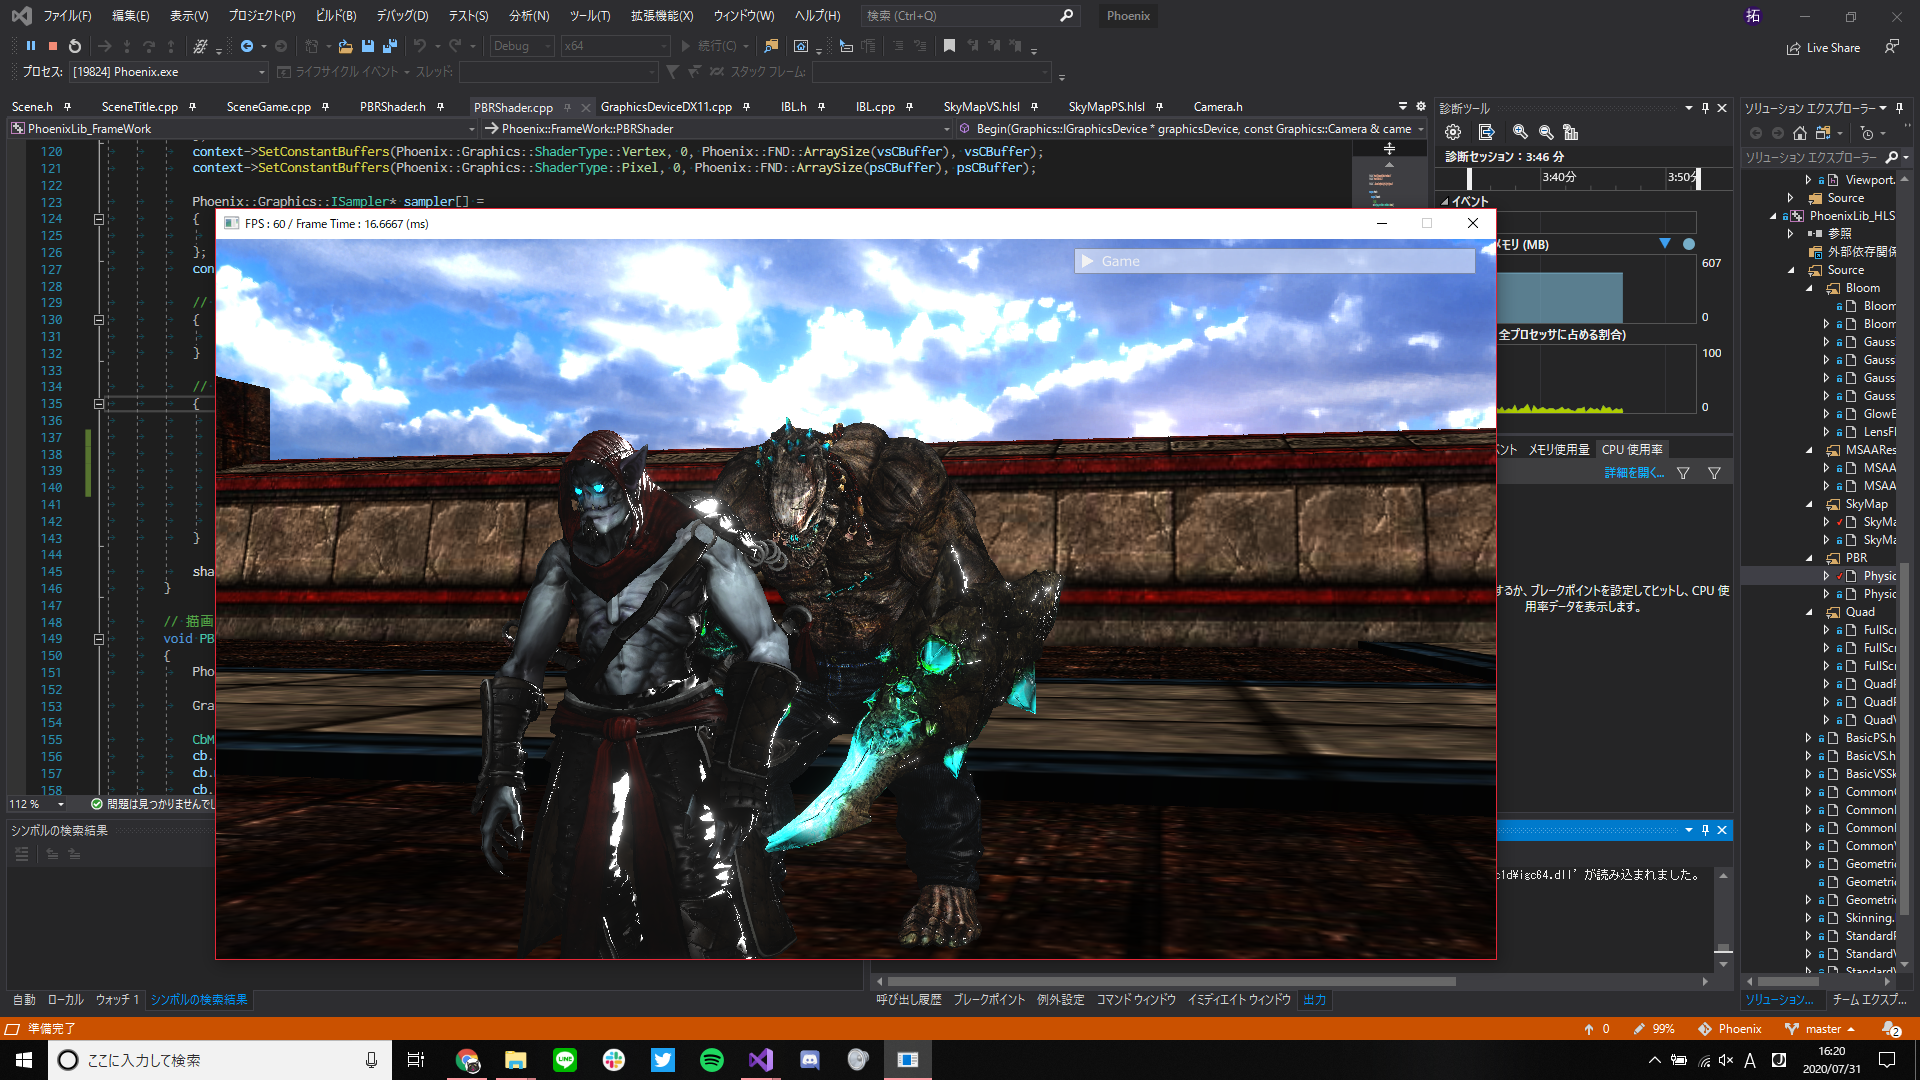 ファイル(F) 編集(E) 表示(V) プロジェクト(P) ビルド(B) デバッグ(D) テスト(S) 分析(N) ツール(T) 拡張機能(X) ウィンドウ(W) ヘルプ(H) 検索 (Ctrl+Q) Phoenix 拓
Debug x64 続行(C) Live Share
プロセス: [19824] Phoenix.exe ライフサイクル イベント スレッド: スタック フレーム:
Scene.h SceneTitle.cpp SceneGame.cpp PBRShader.h PBRShader.cpp GraphicsDeviceDX11.cpp IBL.h IBL.cpp SkyMapVS.hlsl SkyMapPS.hlsl Camera.h
PhoenixLib_FrameWork Phoenix::FrameWork::PBRShader Begin(Graphics::IGraphicsDevice * graphicsDevice, const Graphics::Camera & came
120 context->SetConstantBuffers(Phoenix::Graphics::ShaderType::Vertex, 0, Phoenix::FND::ArraySize(vsCBuffer), vsCBuffer);
121 context->SetConstantBuffers(Phoenix::Graphics::ShaderType::Pixel, 0, Phoenix::FND::ArraySize(psCBuffer), psCBuffer);
122
123 Phoenix::Graphics::ISampler* sampler[] =
124 {
125
126 };
127 con
128
129 //
130 {
131
132 }
133
134 //
135 {
136
137
138
139
140
141
142
143 }
144
145 sha
146 }
147
148 // 描画
149 void PB
150 {
151 Pho
152
153 Gra
154
155 CbM
156 cb.
157 cb.
158 cb.
112 % 問題は見つかりませんでし
FPS : 60 / Frame Time : 16.6667 (ms)
Game
シンボルの検索結果
自動 ローカル ウォッチ 1 シンボルの検索結果
診断ツール
診断セッション：3:46 分
3:40分 3:50分
イベント
メモリ (MB)
607
0
全プロセッサに占める割合)
100
0
メモリ使用量 CPU 使用率
詳細を開く...
するか、ブレークポイントを設定してヒットし、CPU 使
用率データを表示します。
igc64.dll' が読み込まれました。
呼び出し履歴 ブレークポイント 例外設定 コマンド ウィンドウ イミディエイト ウィンドウ 出力
ソリューション エクスプローラー
ソリューション エクスプローラー
Viewport.
Source
PhoenixLib_HLS
参照
外部依存関係
Source
Bloom
Bloom
Bloom
Gauss
Gauss
Gauss
Gauss
GlowE
LensFl
MSAARes
MSAA
MSAA
SkyMap
SkyMa
SkyMa
PBR
Physic
Physic
Quad
FullScr
FullScr
FullScr
QuadP
QuadP
QuadV
BasicPS.h
BasicVS.h
BasicVSSk
Common
Common
Common
CommonV
Geometric
Geometric
Geometric
Skinning.
StandardP
StandardV
StandardV
ソリューション... チーム エクスプ...
準備完了 0 99% Phoenix master 2
ここに入力して検索 A 16:20
2020/07/31